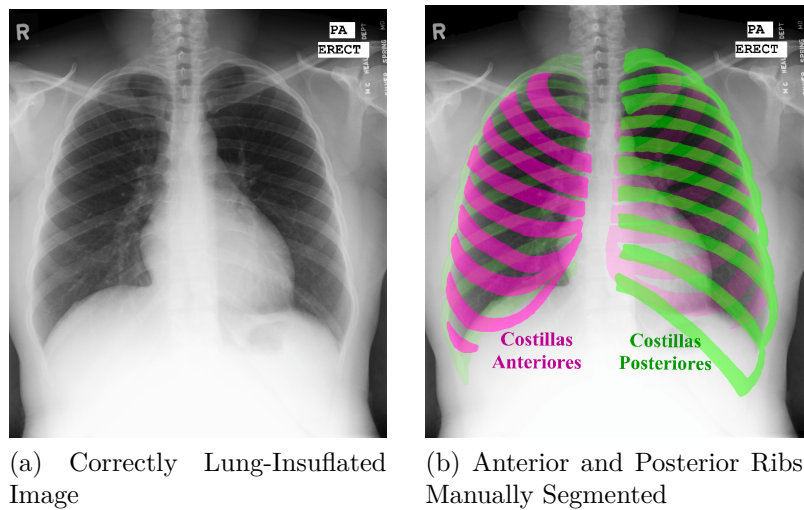 R
PA
ERECT
(a) Correctly Lung-Insuflated
Image
R
PA
ERECT
Costillas
Anteriores
Costillas
Posteriores
(b) Anterior and Posterior Ribs
Manually Segmented